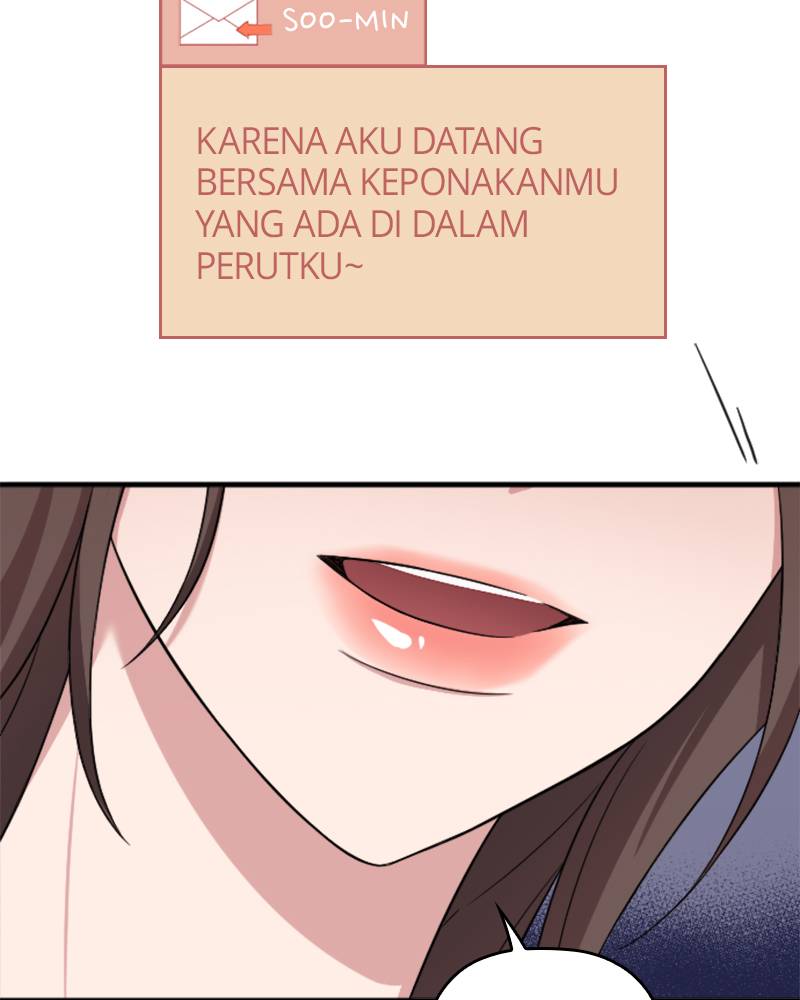 SOO-MIN
KARENA AKU DATANG
BERSAMA KEPONAKANMU
YANG ADA DI DALAM
PERUTKU~